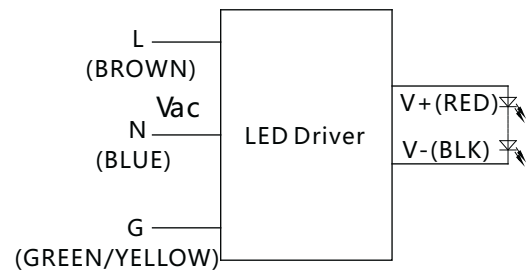 L
(BROWN)
Vac
N
(BLUE)
G
(GREEN/YELLOW)
LED Driver
V+(RED)
V-(BLK)